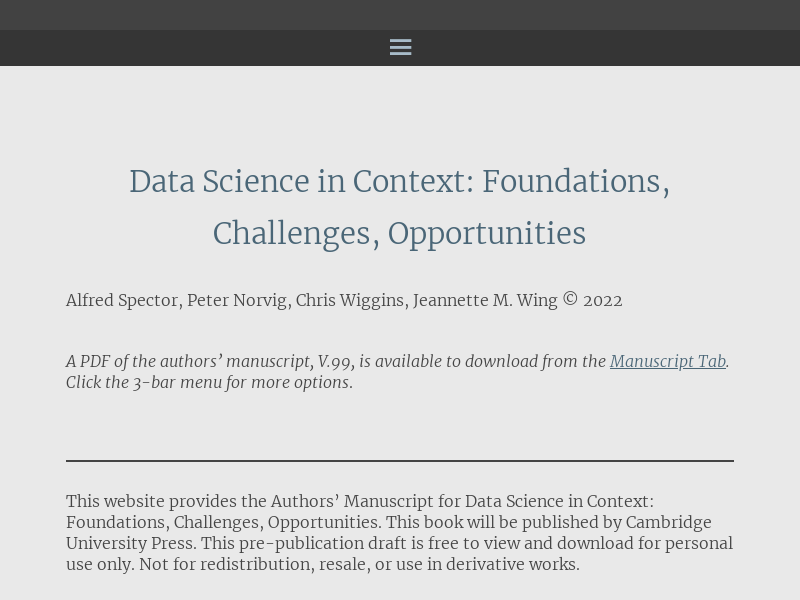 Data Science in Context: Foundations,
Challenges, Opportunities
Alfred Spector, Peter Norvig, Chris Wiggins, Jeannette M. Wing © 2022
A PDF of the authors’ manuscript, V.99, is available to download from the Manuscript Tab.
Click the 3-bar menu for more options.
This website provides the Authors’ Manuscript for Data Science in Context:
Foundations, Challenges, Opportunities. This book will be published by Cambridge
University Press. This pre-publication draft is free to view and download for personal
use only. Not for redistribution, resale, or use in derivative works.